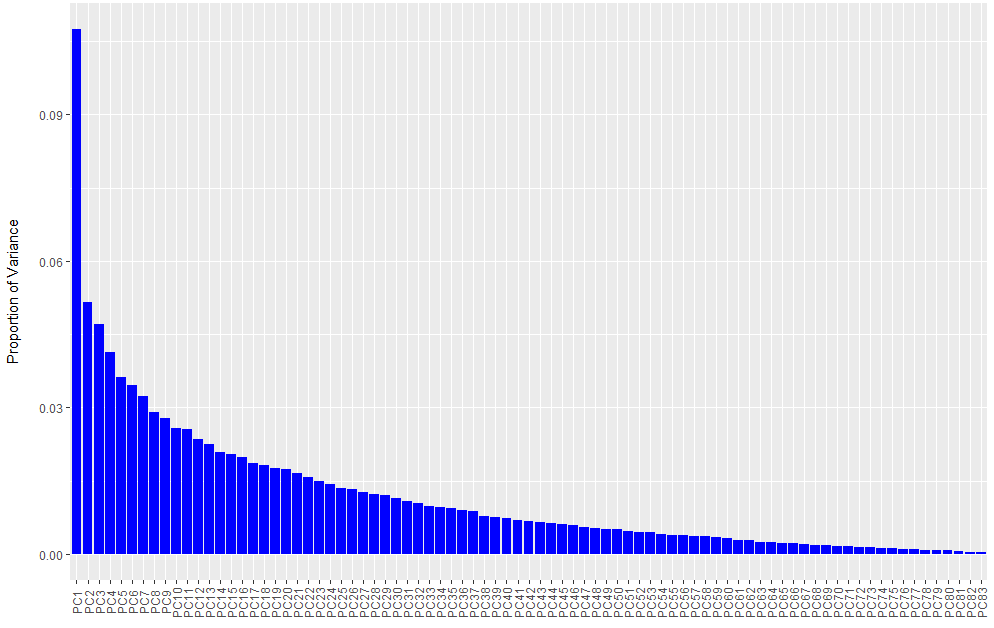 Proportion of Variance
0.09
0.06
0.03
0.00
PC1
PC2
PC3
PC4
PC5
PC6
PC7
PC8
PC9
PC10
PC11
PC12
PC13
PC14
PC15
PC16
PC17
PC18
PC19
PC20
PC21
PC22
PC23
PC24
PC25
PC26
PC27
PC28
PC29
PC30
PC31
PC32
PC33
PC34
PC35
PC36
PC37
PC38
PC39
PC40
PC41
PC42
PC43
PC44
PC45
PC46
PC47
PC48
PC49
PC50
PC51
PC52
PC53
PC54
PC55
PC56
PC57
PC58
PC59
PC60
PC61
PC62
PC63
PC64
PC65
PC66
PC67
PC68
PC69
PC70
PC71
PC72
PC73
PC74
PC75
PC76
PC77
PC78
PC79
PC80
PC81
PC82
PC83